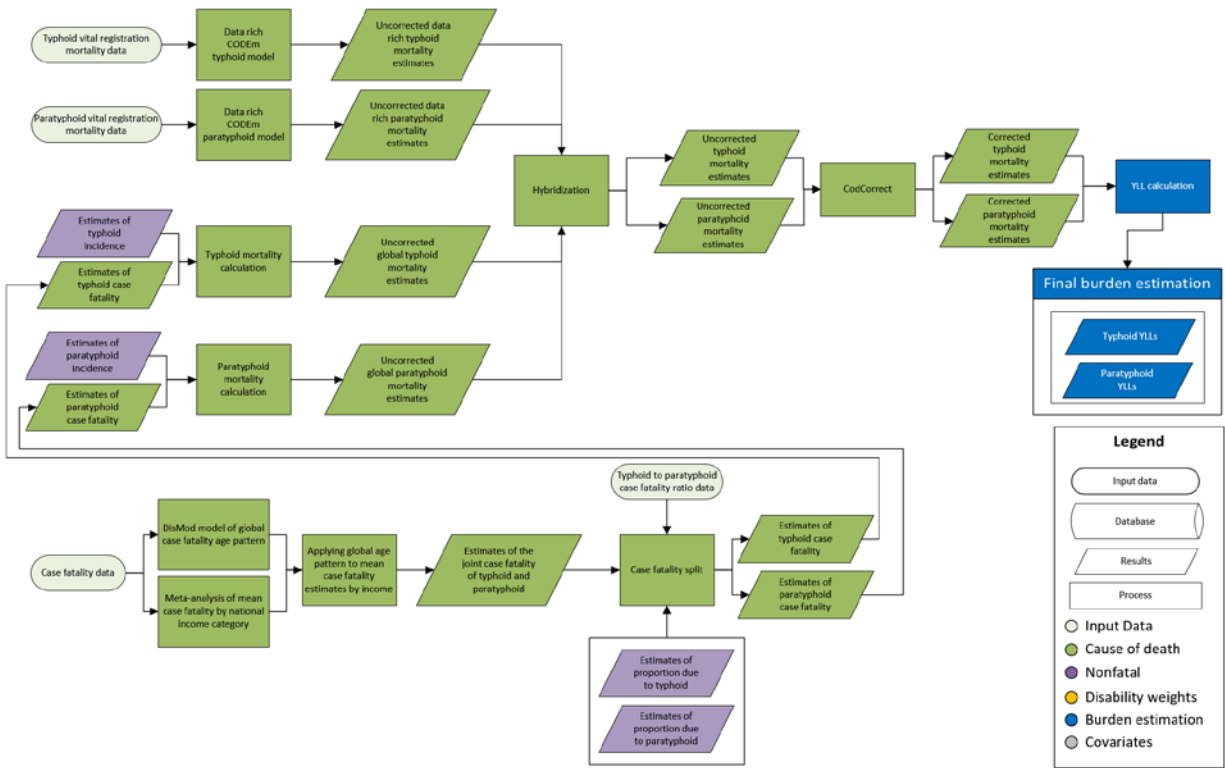 Typhoid vital registration
mortality data
Data rich
CODEm
typhoid model
Uncorrected data
rich typhoid
mortality
estimates
Paratyphoid vital registration
mortality data
Data rich
CODEm
paratyphoid model
Uncorrected data
rich paratyphoid
mortality
estimates
Hybridization
Uncorrected
typhoid
mortality
estimates
Uncorrected
paratyphoid
mortality
estimates
CodCorrect
Corrected
typhoid
mortality
estimates
Corrected
paratyphoid
mortality
estimates
YLL calculation
Final burden estimation
Typhoid YLLs
Paratyphoid
YLLs
Estimates of
typhoid
incidence
Estimates of
typhoid case
fatality
Typhoid mortality
calculation
Uncorrected
global typhoid
mortality
estimates
Estimates of
paratyphoid
incidence
Estimates of
paratyphoid case
fatality
Paratyphoid
mortality
calculation
Uncorrected
global paratyphoid
mortality
estimates
Case fatality data
DisMod model of global
case fatality age pattern
Meta-analysis of mean
case fatality by national
income category
Applying global age
pattern to mean
case fatality
estimates by income
Estimates of the
joint case fatality
of typhoid and
paratyphoid
Typhoid to paratyphoid
case fatality ratio data
Case fatality split
Estimates of
typhoid case
fatality
Estimates of
paratyphoid case
fatality
Estimates of
proportion due
to typhoid
Estimates of
proportion due
to paratyphoid
Legend
Input data
Database
Results
Process
Input Data
Cause of death
Nonfatal
Disability weights
Burden estimation
Covariates